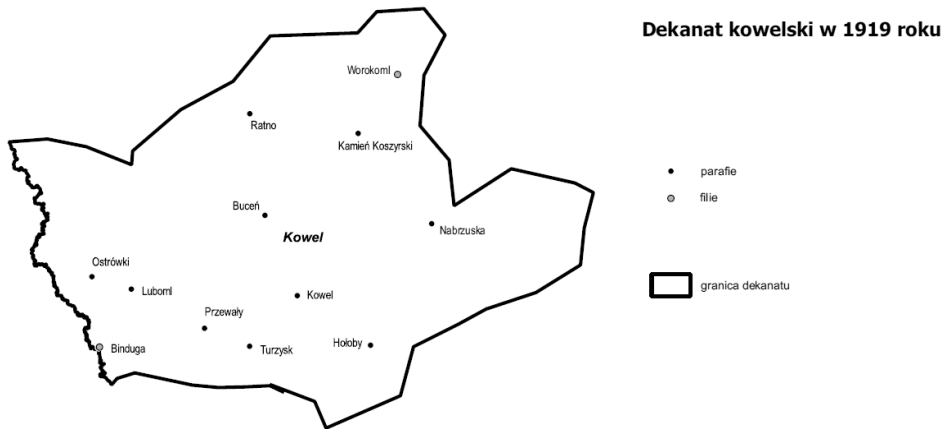 Dekanat kowelski w 1919 roku
Worokoml
Ratno
Kamień Koszyrski
parafie
filie
Buceń
Kowel
Nabrzuska
Ostrówki
Luboml
Kowel
granica dekanatu
Przewały
Binduga
Turzysk
Hołoby